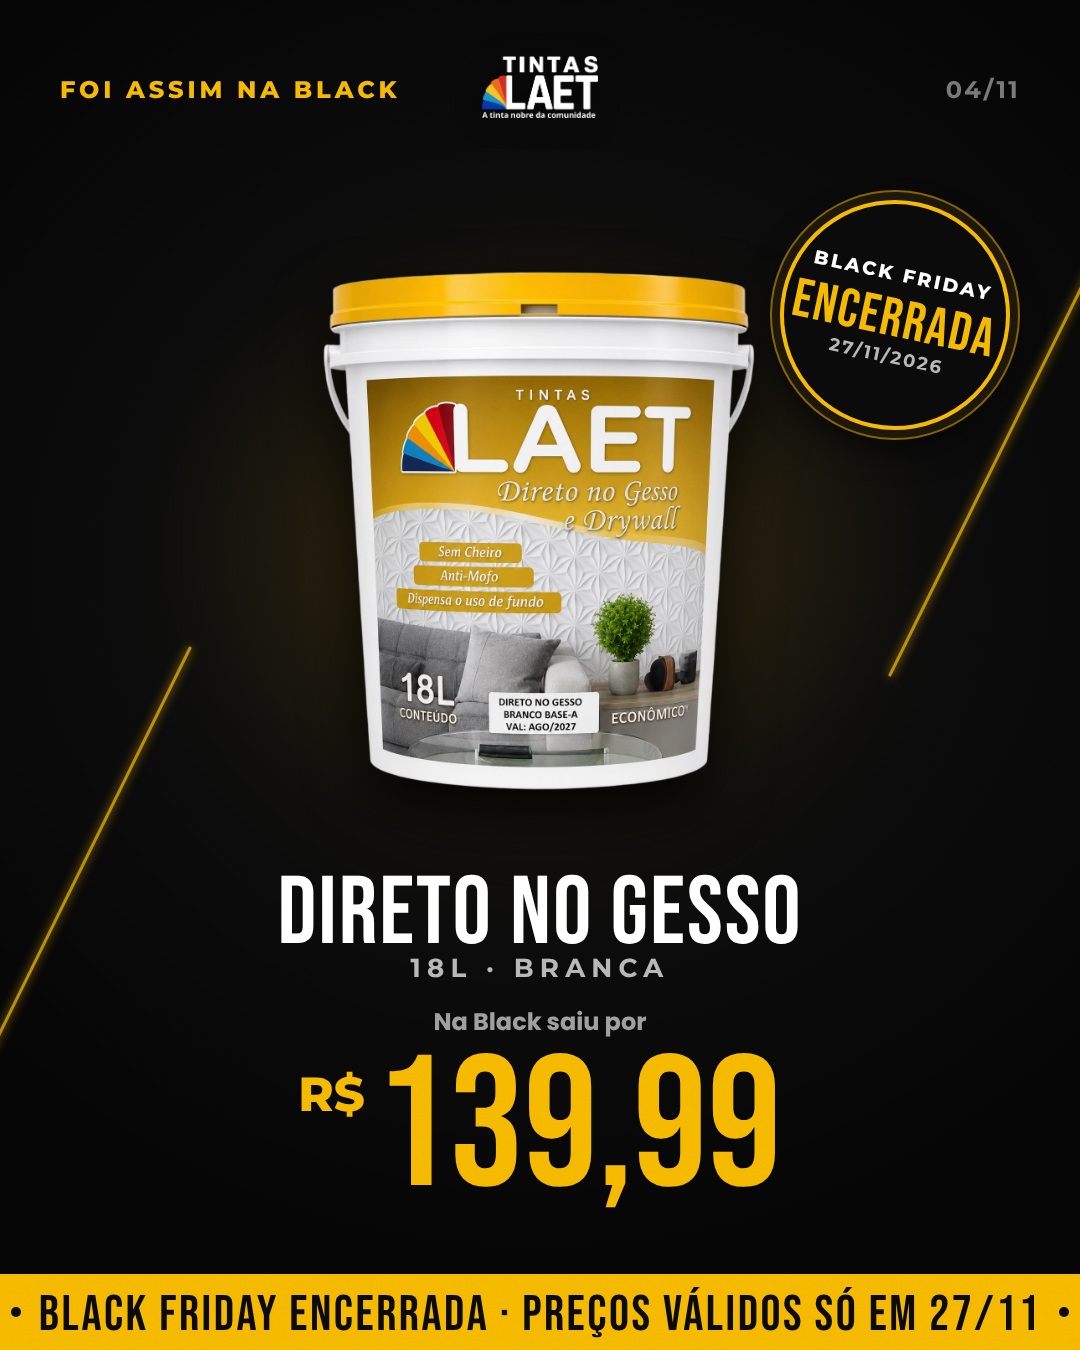 FOI ASSIM NA BLACK
TINTAS
LAET
A tinta nobre da comunidade
04/11
BLACK FRIDAY
ENCERRADA
27/11/2026
TINTAS
LAET
Direto no Gesso
e Drywall
Sem Cheiro
Anti-Mofo
Dispensa o uso de fundo
18L
CONTEÚDO
DIRETO NO GESSO
BRANCO BASE-A
VAL: AGO/2027
ECONÔMICO
DIRETO NO GESSO
18L · BRANCA
Na Black saiu por
R$ 139,99
• BLACK FRIDAY ENCERRADA · PREÇOS VÁLIDOS SÓ EM 27/11 •